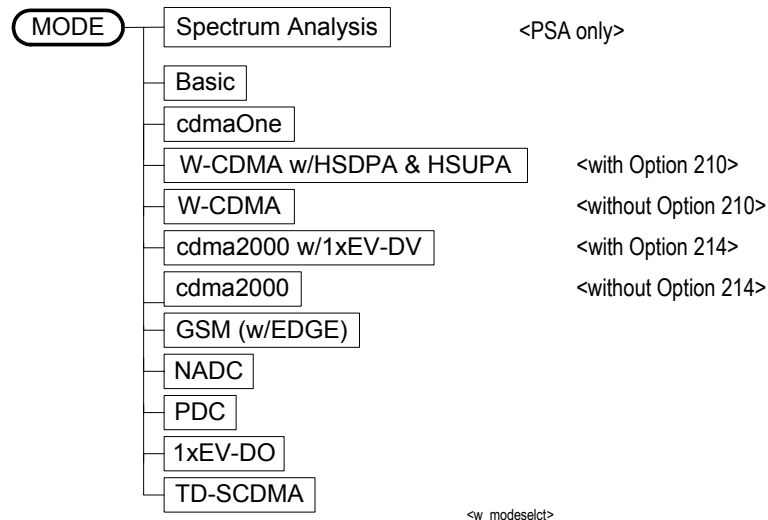 MODE
Spectrum Analysis <PSA only>
Basic
cdmaOne
W-CDMA w/HSDPA & HSUPA <with Option 210>
W-CDMA <without Option 210>
cdma2000 w/1xEV-DV <with Option 214>
cdma2000 <without Option 214>
GSM (w/EDGE)
NADC
PDC
1xEV-DO
TD-SCDMA
<w_modeselct>